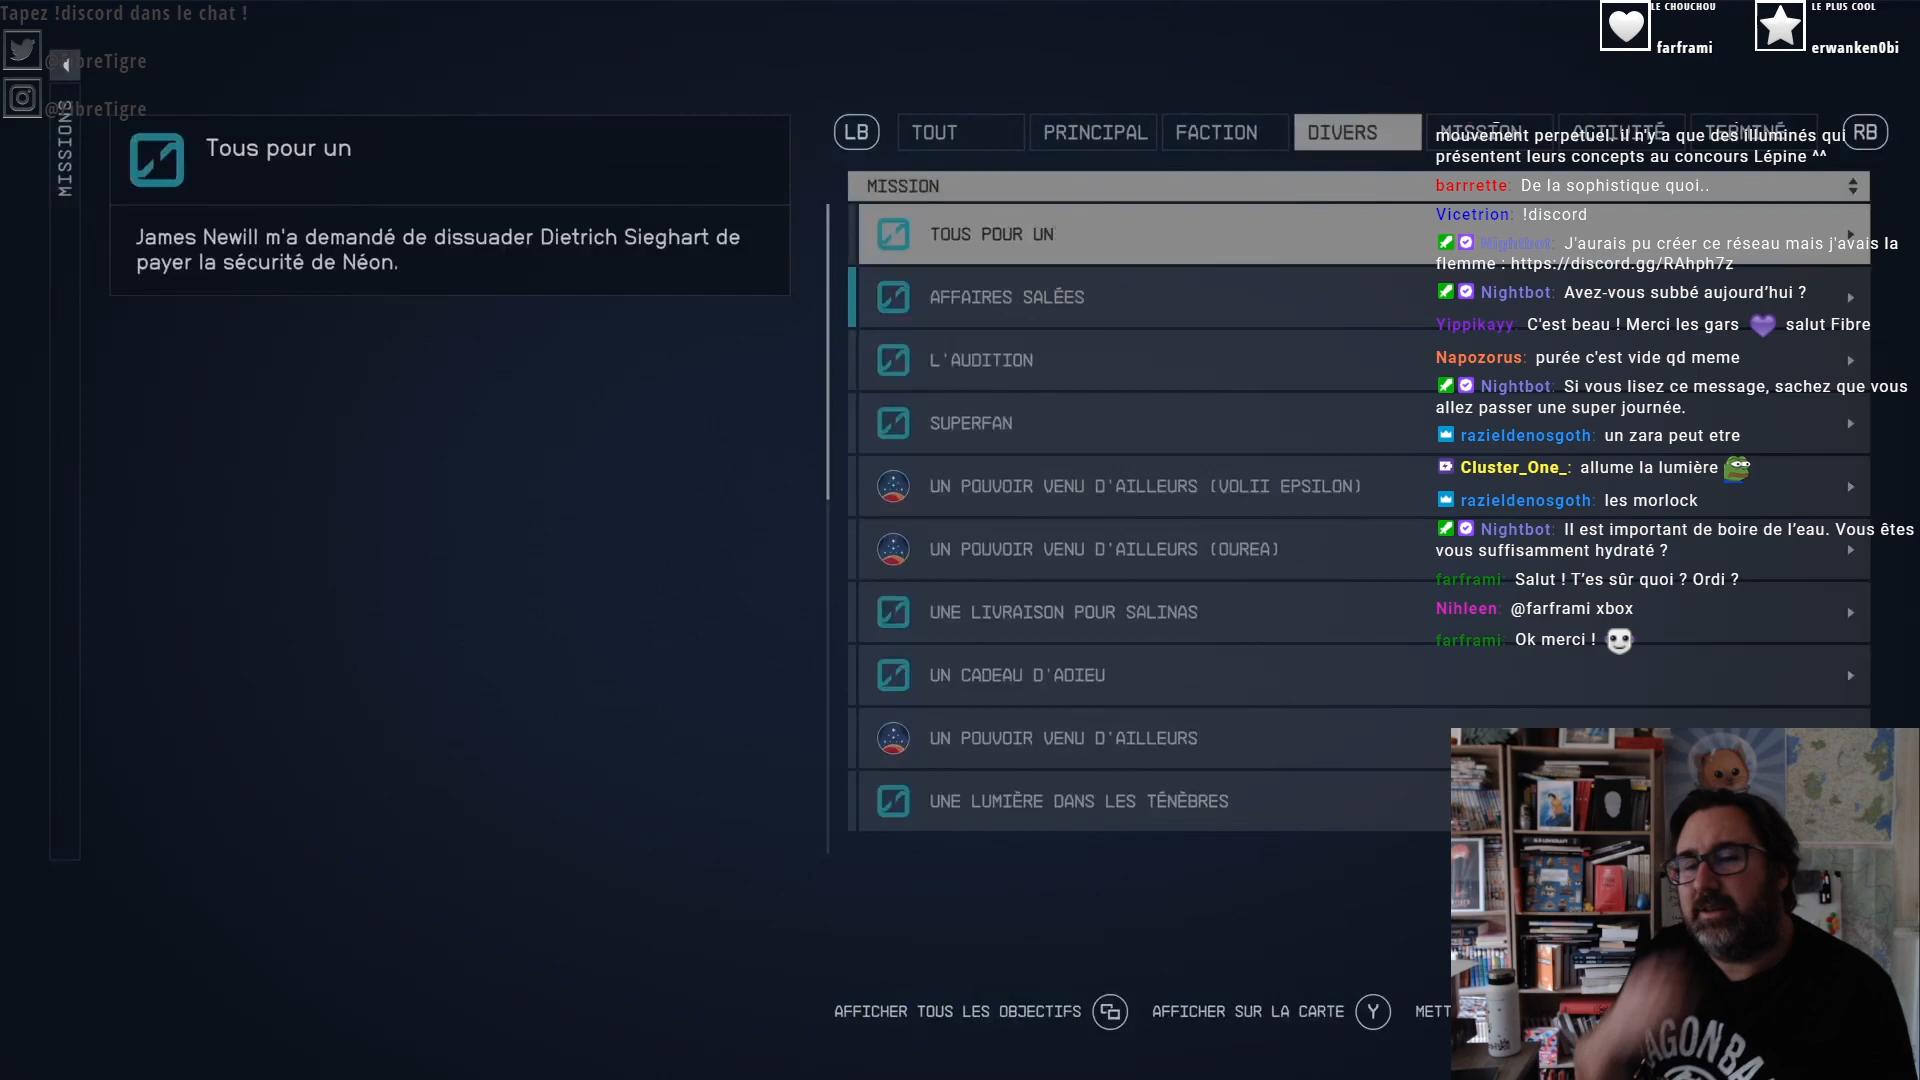 Tapez !discord dans le chat !
@FibreTigre
@FibreTigre
MISSIONS
Tous pour un
James Newill m'a demandé de dissuader Dietrich Sieghart de
payer la sécurité de Néon.
LE CHOUCHOU
farframi
LE PLUS COOL
erwanken0bi
LB
TOUT
PRINCIPAL
FACTION
DIVERS
MISSION
ACTIVITÉ
TERMINÉ
RB
MISSION
TOUS POUR UN
AFFAIRES SALÉES
L'AUDITION
SUPERFAN
UN POUVOIR VENU D'AILLEURS (VOLII EPSILON)
UN POUVOIR VENU D'AILLEURS (OUREA)
UNE LIVRAISON POUR SALINAS
UN CADEAU D'ADIEU
UN POUVOIR VENU D'AILLEURS
UNE LUMIÈRE DANS LES TÉNÈBRES
mouvement perpetuel. il n'y a que des illuminés qui
présentent leurs concepts au concours Lépine ^^
barrrette: De la sophistique quoi..
Vicetrion: !discord
Nightbot: J'aurais pu créer ce réseau mais j'avais la
flemme : https://discord.gg/RAhph7z
Nightbot: Avez-vous subbé aujourd'hui ?
Yippikayy: C'est beau ! Merci les gars salut Fibre
Napozorus: purée c'est vide qd meme
Nightbot: Si vous lisez ce message, sachez que vous
allez passer une super journée.
razieldenosgoth: un zara peut etre
Cluster_One_: allume la lumière
razieldenosgoth: les morlock
Nightbot: Il est important de boire de l'eau. Vous êtes
vous suffisamment hydraté ?
farframi: Salut ! T'es sûr quoi ? Ordi ?
Nihleen: @farframi xbox
farframi: Ok merci !
AFFICHER TOUS LES OBJECTIFS
AFFICHER SUR LA CARTE
Y
METT